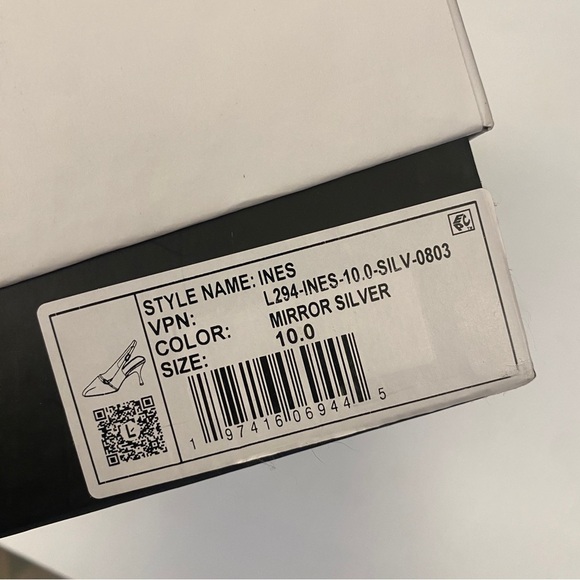 STYLE NAME: INES
VPN: L294-INES-10.0-SILV-0803
COLOR: MIRROR SILVER
SIZE: 10.0
L
1 97416 06944 5